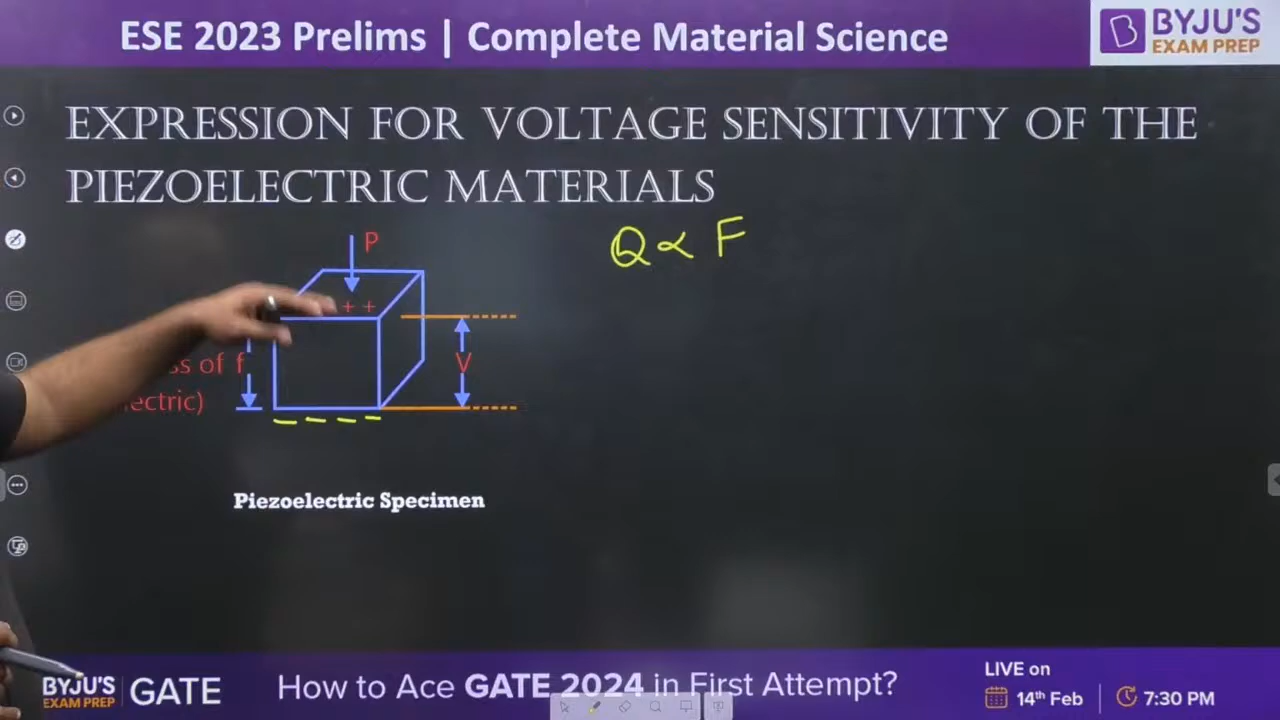 ESE 2023 Prelims | Complete Material Science
BYJU'S
EXAM PREP
EXPRESSION FOR VOLTAGE SENSITIVITY OF THE
PIEZOELECTRIC MATERIALS
Q ∝ F
P
+ +
of f
V
Piezoelectric Specimen
BYJU'S
EXAM PREP
GATE
How to Ace GATE 2024 in First Attempt?
LIVE on
14th Feb
7:30 PM